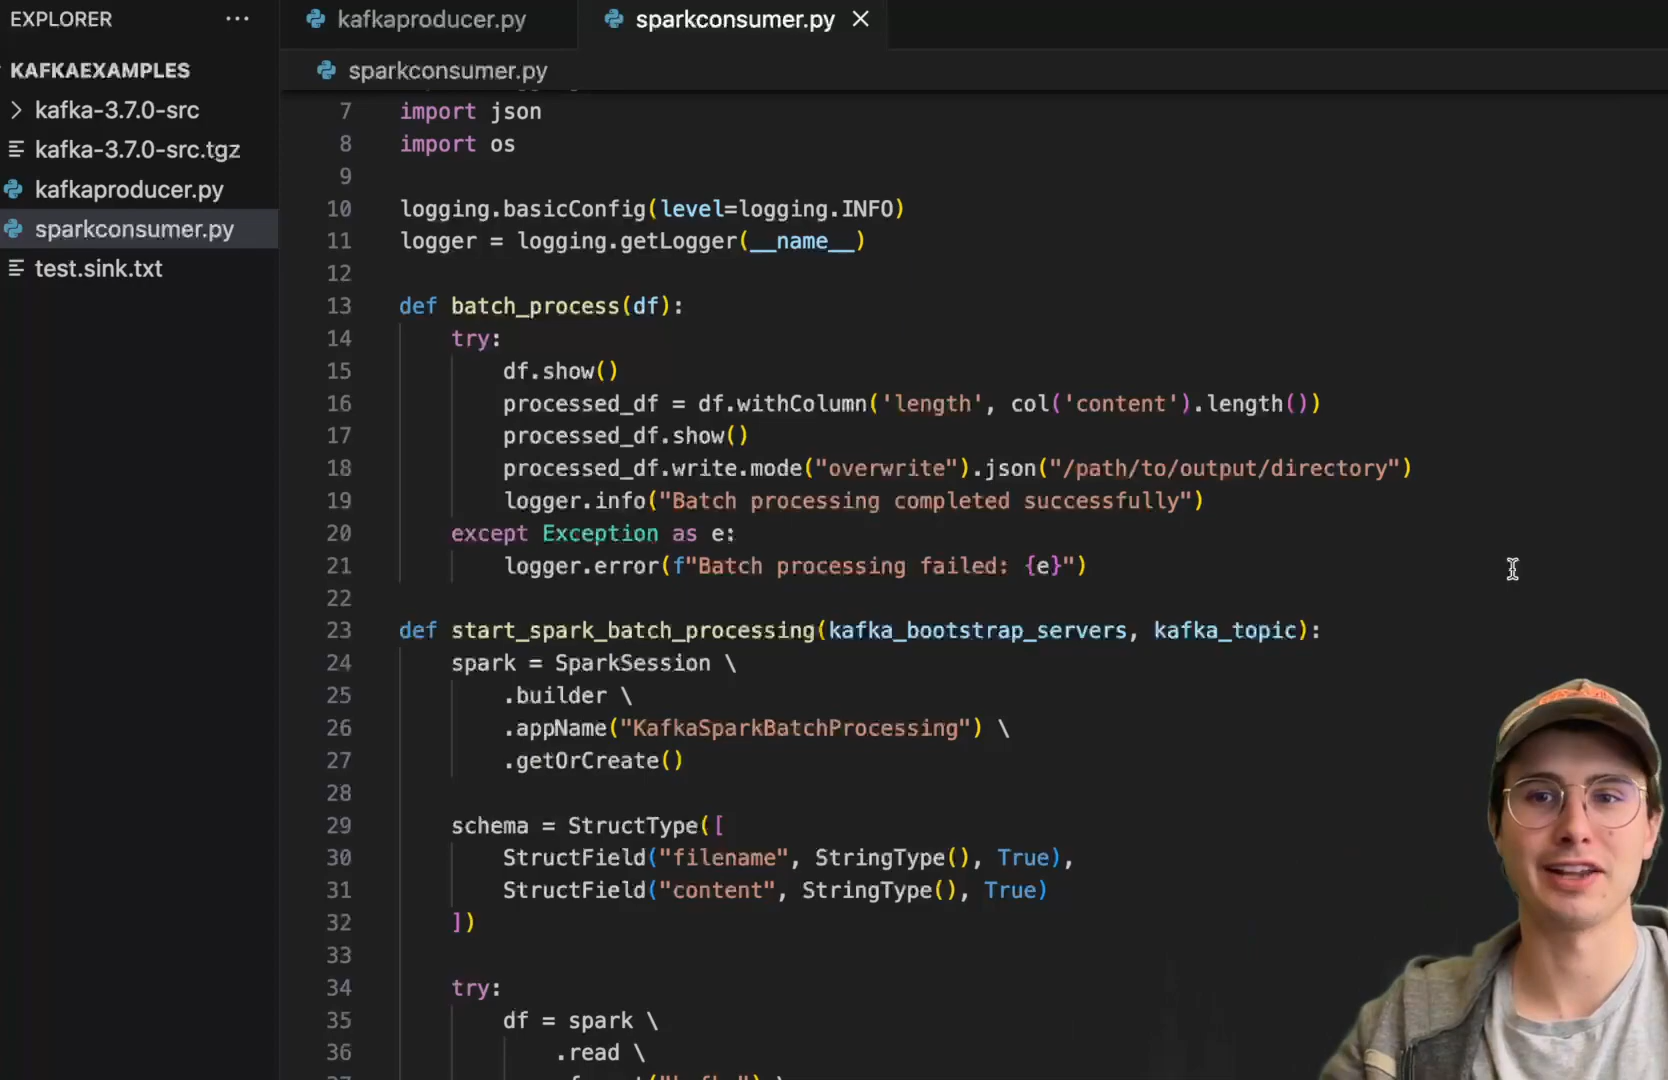 EXPLORER ...
KAFKAEXAMPLES
kafka-3.7.0-src
kafka-3.7.0-src.tgz
kafkaproducer.py
sparkconsumer.py
test.sink.txt
kafkaproducer.py sparkconsumer.py
sparkconsumer.py
7 import json
8 import os
9
10 logging.basicConfig(level=logging.INFO)
11 logger = logging.getLogger(__name__)
12
13 def batch_process(df):
14 try:
15 df.show()
16 processed_df = df.withColumn('length', col('content').length())
17 processed_df.show()
18 processed_df.write.mode("overwrite").json("/path/to/output/directory")
19 logger.info("Batch processing completed successfully")
20 except Exception as e:
21 logger.error(f"Batch processing failed: {e}")
22
23 def start_spark_batch_processing(kafka_bootstrap_servers, kafka_topic):
24 spark = SparkSession \
25 .builder \
26 .appName("KafkaSparkBatchProcessing") \
27 .getOrCreate()
28
29 schema = StructType([
30 StructField("filename", StringType(), True),
31 StructField("content", StringType(), True)
32 ])
33
34 try:
35 df = spark \
36 .read \